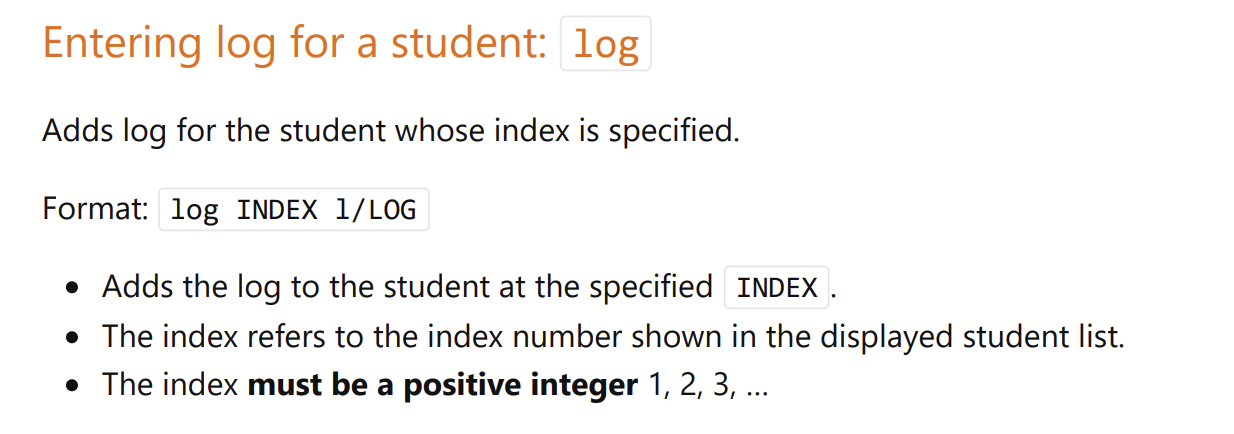 Entering log for a student: log
Adds log for the student whose index is specified.
Format: log INDEX l/LOG
• Adds the log to the student at the specified INDEX.
• The index refers to the index number shown in the displayed student list.
• The index must be a positive integer 1, 2, 3, …